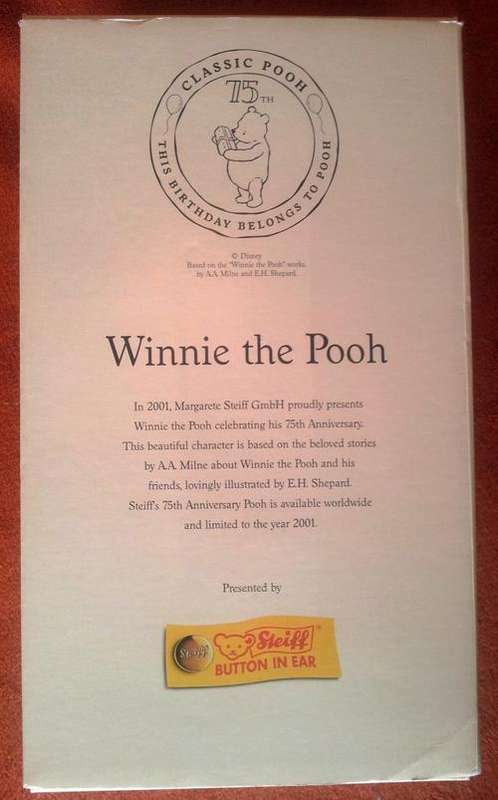 CLASSIC POOH
75TH
THIS BIRTHDAY BELONGS TO POOH
© Disney
Based on the "Winnie the Pooh" works,
by A.A. Milne and E.H. Shepard.
Winnie the Pooh
In 2001, Margarete Steiff GmbH proudly presents
Winnie the Pooh celebrating his 75th Anniversary.
This beautiful character is based on the beloved stories
by A.A. Milne about Winnie the Pooh and his
friends, lovingly illustrated by E.H. Shepard.
Steiff's 75th Anniversary Pooh is available worldwide
and limited to the year 2001.
Presented by
Steiff
Steiff
BUTTON IN EAR